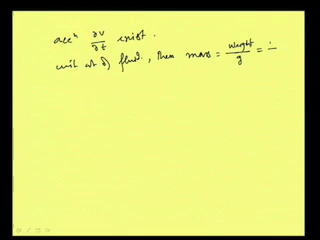 accⁿ ∂v/∂t exist.
unit wt of fluid, then mass = weight/g =